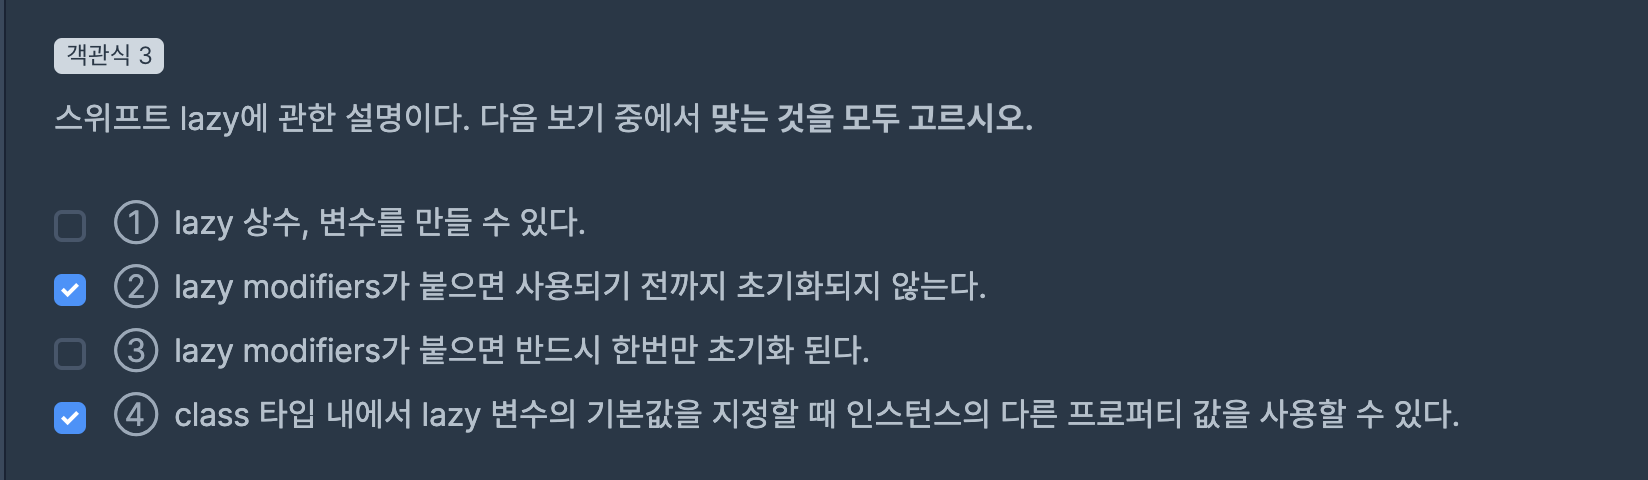 객관식 3
스위프트 lazy에 관한 설명이다. 다음 보기 중에서 맞는 것을 모두 고르시오.
① lazy 상수, 변수를 만들 수 있다.
② lazy modifiers가 붙으면 사용되기 전까지 초기화되지 않는다.
③ lazy modifiers가 붙으면 반드시 한번만 초기화 된다.
④ class 타입 내에서 lazy 변수의 기본값을 지정할 때 인스턴스의 다른 프로퍼티 값을 사용할 수 있다.